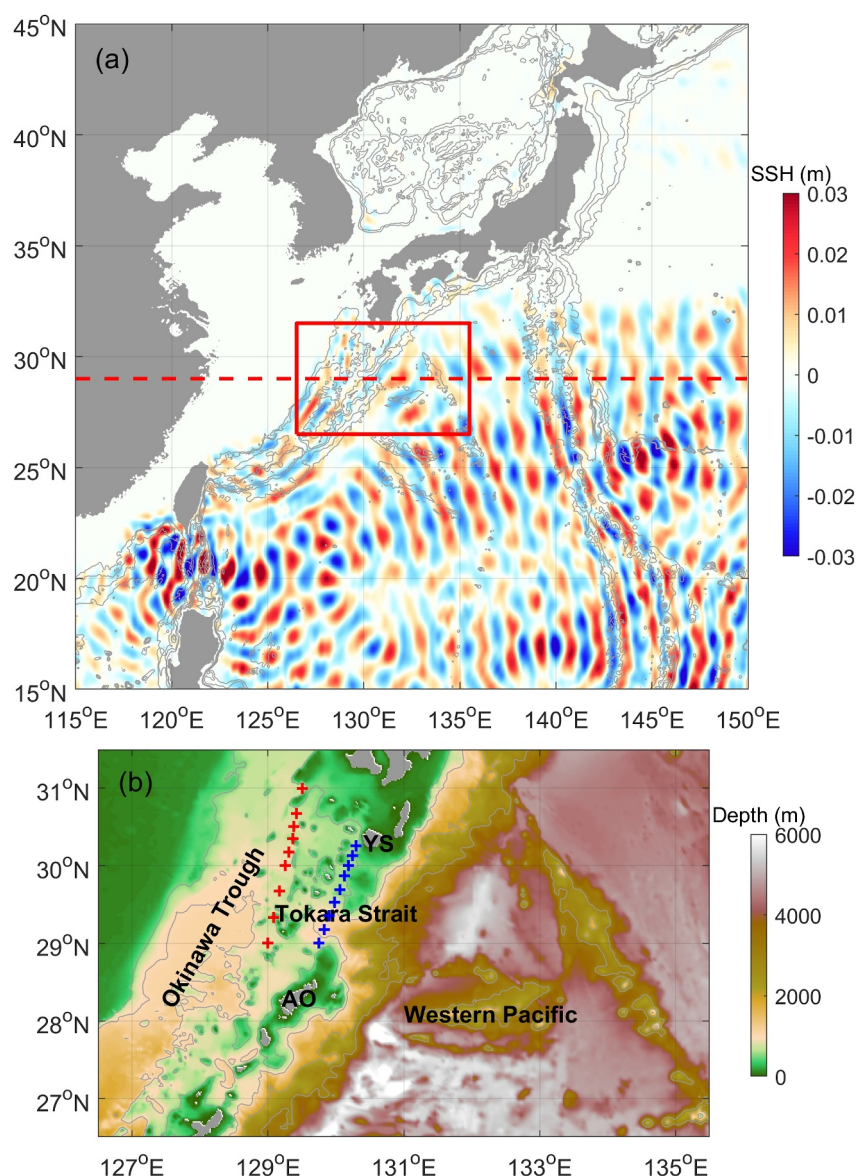 45°N
(a)
40°N
SSH (m)
0.03
35°N
0.02
0.01
30°N
0
-0.01
25°N
-0.02
20°N
-0.03
15°N
115°E 120°E 125°E 130°E 135°E 140°E 145°E 150°E
(b)
31°N
Depth (m)
6000
YS
30°N
Okinawa Trough
4000
Tokara Strait
29°N
AO
2000
Western Pacific
28°N
0
27°N
127°E 129°E 131°E 133°E 135°E